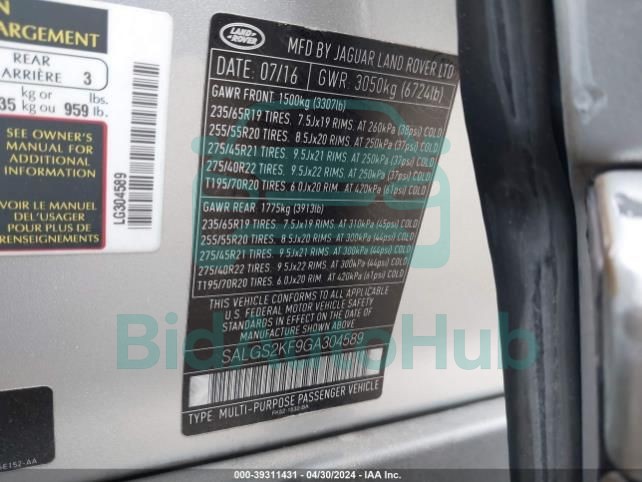 ON
ARGEMENT
REAR
ARRIÈRE 3
kg or lbs.
35 kg ou 959 lb.
SEE OWNER'S
MANUAL FOR
ADDITIONAL
INFORMATION
VOIR LE MANUEL
DE L'USAGER
POUR PLUS DE
RENSEIGNEMENTS
LG304589
LAND ROVER
MFD BY JAGUAR LAND ROVER LTD
DATE: 07/16 GWR: 3050kg (6724lb)
GAWR FRONT: 1500kg (3307lb)
235/65R19 TIRES. 7.5Jx19 RIMS. AT 260kPa (38psi) COLD
255/55R20 TIRES. 8.5Jx20 RIMS. AT 250kPa (37psi) COLD
275/45R21 TIRES. 9.5Jx21 RIMS. AT 250kPa (37psi) COLD
275/40R22 TIRES. 9.5Jx22 RIMS. AT 250kPa (37psi) COLD
T195/70R20 TIRES. 6.0Jx20 RIM. AT 420kPa (61psi) COLD
GAWR REAR: 1775kg (3913lb)
235/65R19 TIRES. 7.5Jx19 RIMS. AT 310kPa (45psi) COLD
255/55R20 TIRES. 8.5Jx20 RIMS. AT 300kPa (44psi) COLD
275/45R21 TIRES. 9.5Jx21 RIMS. AT 300kPa (44psi) COLD
275/40R22 TIRES. 9.5Jx22 RIMS. AT 300kPa (44psi) COLD
T195/70R20 TIRES. 6.0Jx20 RIM. AT 420kPa (61psi) COLD
THIS VEHICLE CONFORMS TO ALL APPLICABLE
U.S. FEDERAL MOTOR VEHICLE SAFETY
STANDARDS IN EFFECT ON THE DATE OF
MANUFACTURE SHOWN ABOVE.
SALGS2KF9GA304589
TYPE: MULTI-PURPOSE PASSENGER VEHICLE
AutoBidHub
000-39311431 - 04/30/2024 - IAA Inc.